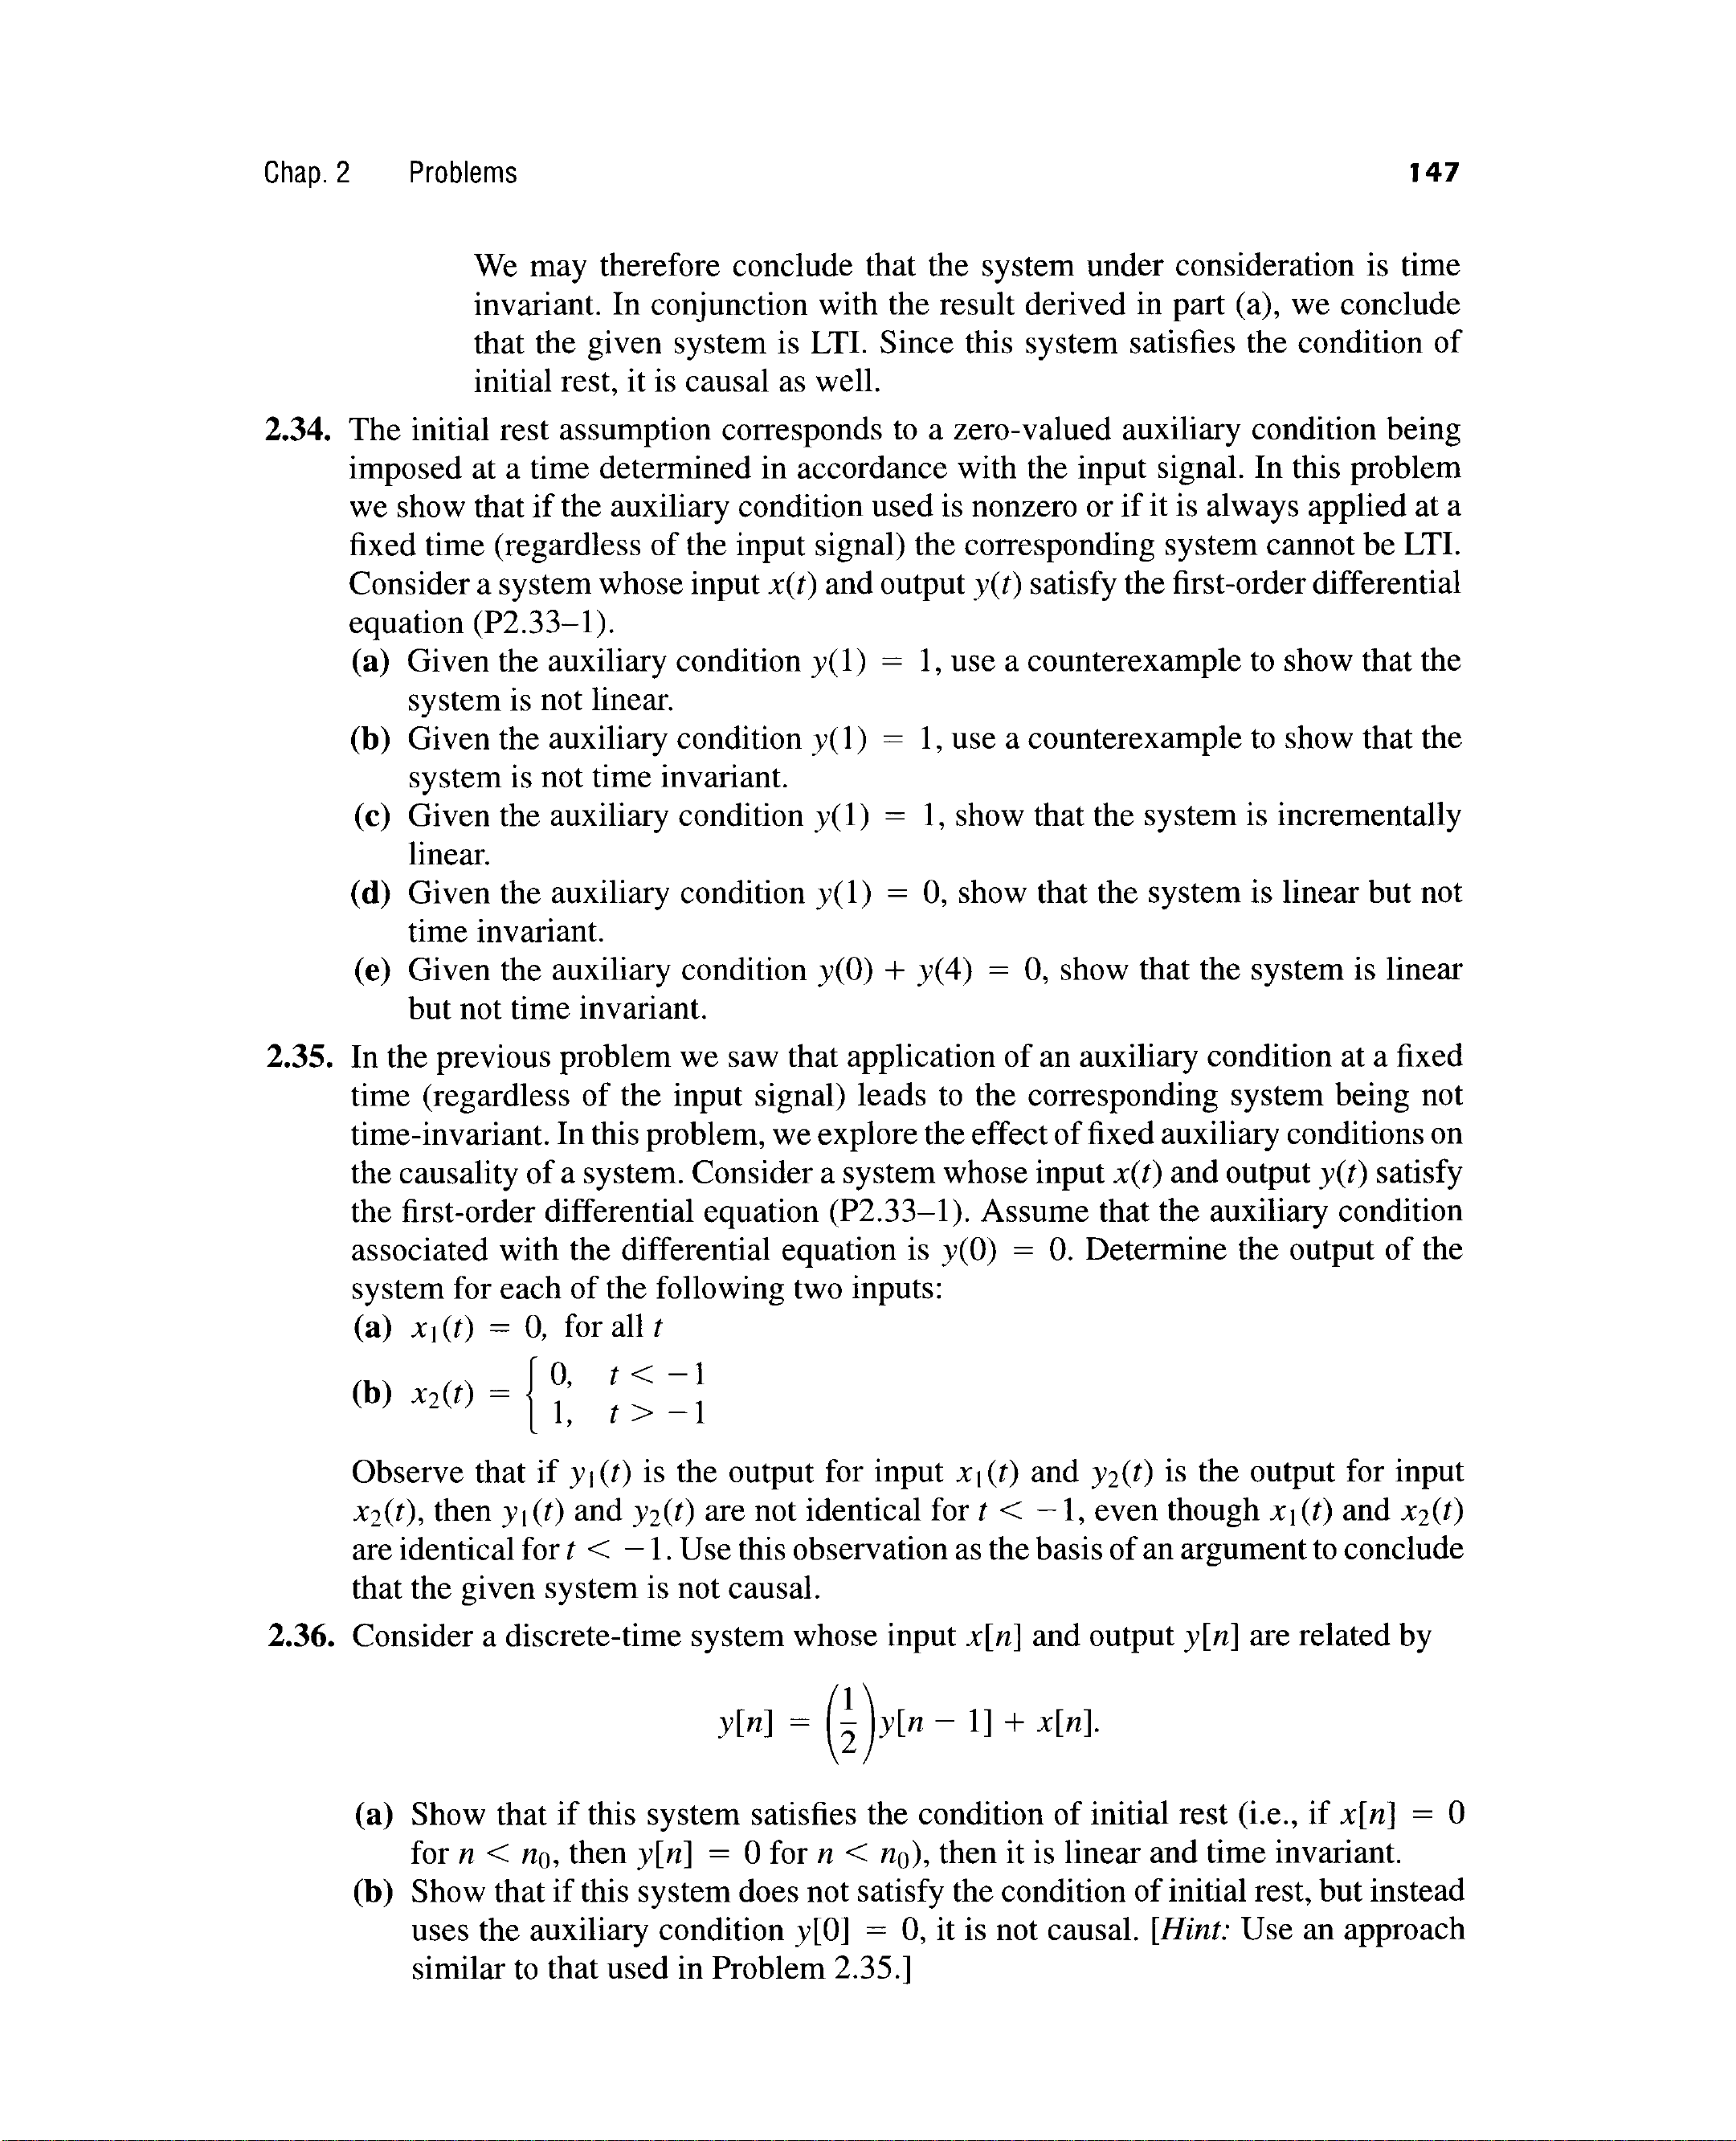 Chap. 2 Problems 147
We may therefore conclude that the system under consideration is time
invariant. In conjunction with the result derived in part (a), we conclude
that the given system is LTI. Since this system satisfies the condition of
initial rest, it is causal as well.
2.34. The initial rest assumption corresponds to a zero-valued auxiliary condition being
imposed at a time determined in accordance with the input signal. In this problem
we show that if the auxiliary condition used is nonzero or if it is always applied at a
fixed time (regardless of the input signal) the corresponding system cannot be LTI.
Consider a system whose input x(t) and output y(t) satisfy the first-order differential
equation (P2.33–1).
(a) Given the auxiliary condition y(1) = 1, use a counterexample to show that the
system is not linear.
(b) Given the auxiliary condition y(1) = 1, use a counterexample to show that the
system is not time invariant.
(c) Given the auxiliary condition y(1) = 1, show that the system is incrementally
linear.
(d) Given the auxiliary condition y(1) = 0, show that the system is linear but not
time invariant.
(e) Given the auxiliary condition y(0) + y(4) = 0, show that the system is linear
but not time invariant.
2.35. In the previous problem we saw that application of an auxiliary condition at a fixed
time (regardless of the input signal) leads to the corresponding system being not
time-invariant. In this problem, we explore the effect of fixed auxiliary conditions on
the causality of a system. Consider a system whose input x(t) and output y(t) satisfy
the first-order differential equation (P2.33–1). Assume that the auxiliary condition
associated with the differential equation is y(0) = 0. Determine the output of the
system for each of the following two inputs:
(a) x₁(t) = 0, for all t
(b) x₂(t) = { 0, t < −1
1, t > −1
Observe that if y₁(t) is the output for input x₁(t) and y₂(t) is the output for input
x₂(t), then y₁(t) and y₂(t) are not identical for t < −1, even though x₁(t) and x₂(t)
are identical for t < −1. Use this observation as the basis of an argument to conclude
that the given system is not causal.
2.36. Consider a discrete-time system whose input x[n] and output y[n] are related by
y[n] = (1/2)y[n − 1] + x[n].
(a) Show that if this system satisfies the condition of initial rest (i.e., if x[n] = 0
for n < n₀, then y[n] = 0 for n < n₀), then it is linear and time invariant.
(b) Show that if this system does not satisfy the condition of initial rest, but instead
uses the auxiliary condition y[0] = 0, it is not causal. [Hint: Use an approach
similar to that used in Problem 2.35.]